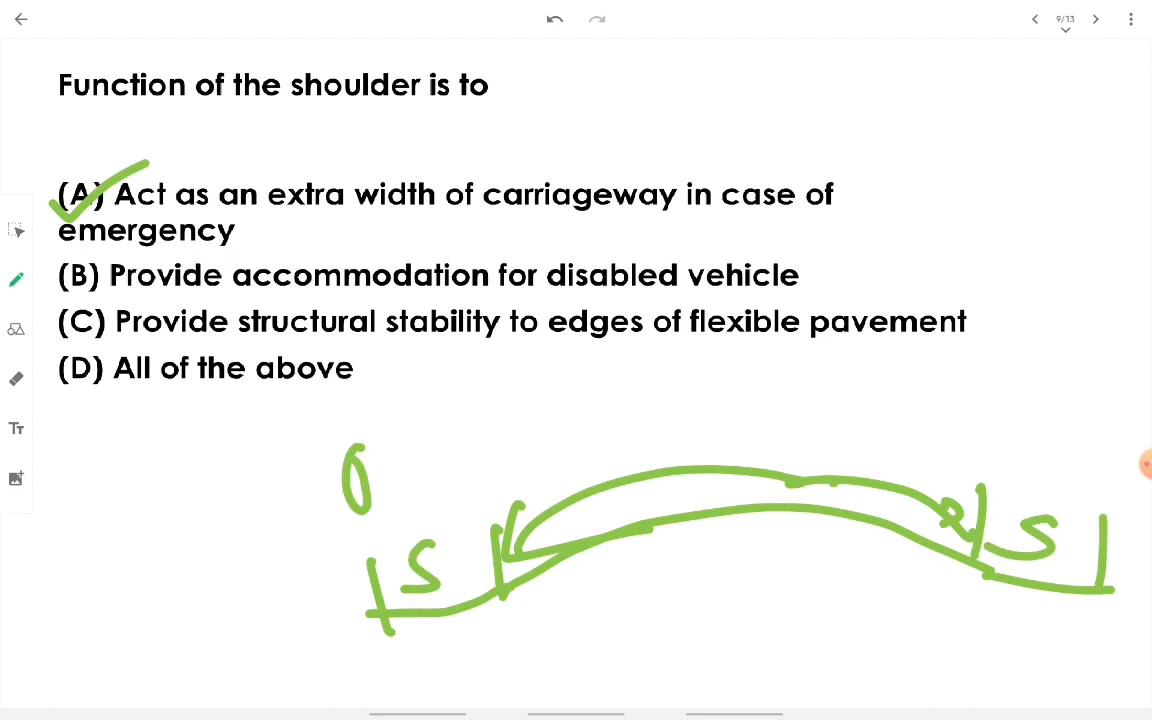 9/13
Function of the shoulder is to
(A) Act as an extra width of carriageway in case of
emergency
(B) Provide accommodation for disabled vehicle
(C) Provide structural stability to edges of flexible pavement
(D) All of the above
Tт
S
S